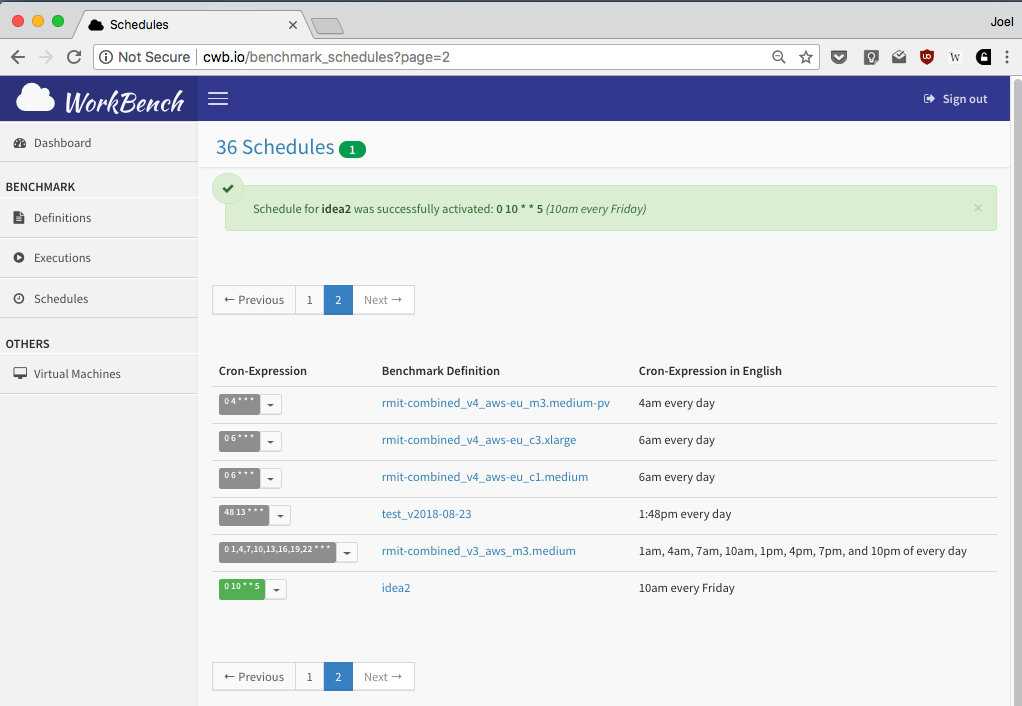 Schedules
Joel
Not Secure | cwb.io/benchmark_schedules?page=2
UD
W
WorkBench
Sign out
Dashboard
BENCHMARK
Definitions
Executions
Schedules
OTHERS
Virtual Machines
36 Schedules 1
Schedule for idea2 was successfully activated: 0 10 * * 5 (10am every Friday) ×
← Previous 1 2 Next →
Cron-Expression Benchmark Definition Cron-Expression in English
0 4 * * * rmit-combined_v4_aws-eu_m3.medium-pv 4am every day
0 6 * * * rmit-combined_v4_aws-eu_c3.xlarge 6am every day
0 6 * * * rmit-combined_v4_aws-eu_c1.medium 6am every day
48 13 * * * test_v2018-08-23 1:48pm every day
0 1,4,7,10,13,16,19,22 * * * rmit-combined_v3_aws_m3.medium 1am, 4am, 7am, 10am, 1pm, 4pm, 7pm, and 10pm of every day
0 10 * * 5 idea2 10am every Friday
← Previous 1 2 Next →